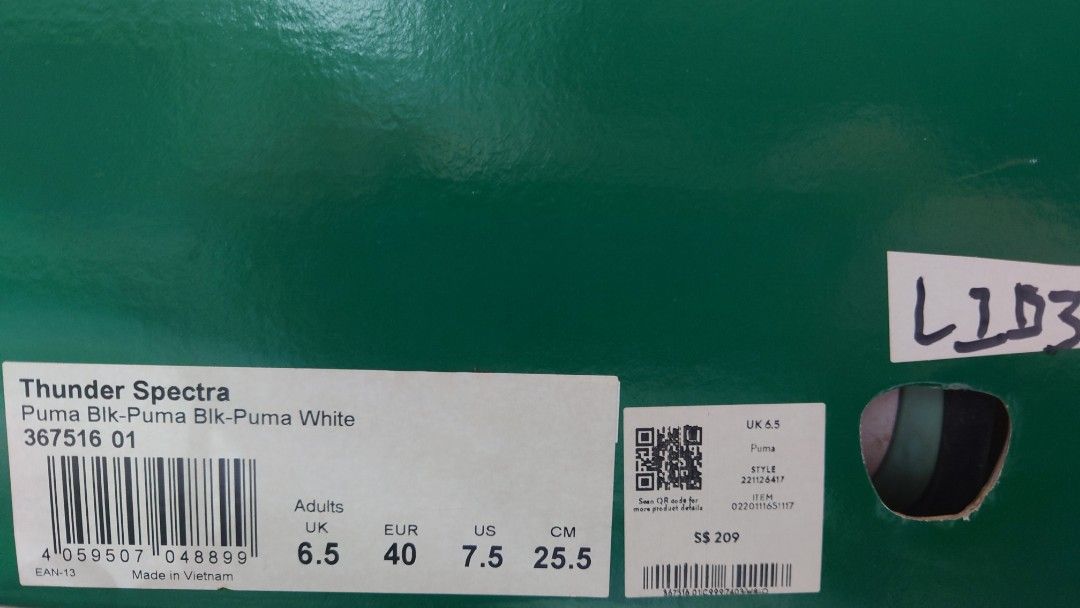 Thunder Spectra
Puma Blk-Puma Blk-Puma White
367516 01
4 059507 048899
EAN-13
Made in Vietnam
Adults
UK EUR US CM
6.5 40 7.5 25.5
UK 6.5
Puma
STYLE
221126417
ITEM
0220111651117
Scan QR code for
more product details
S$ 209